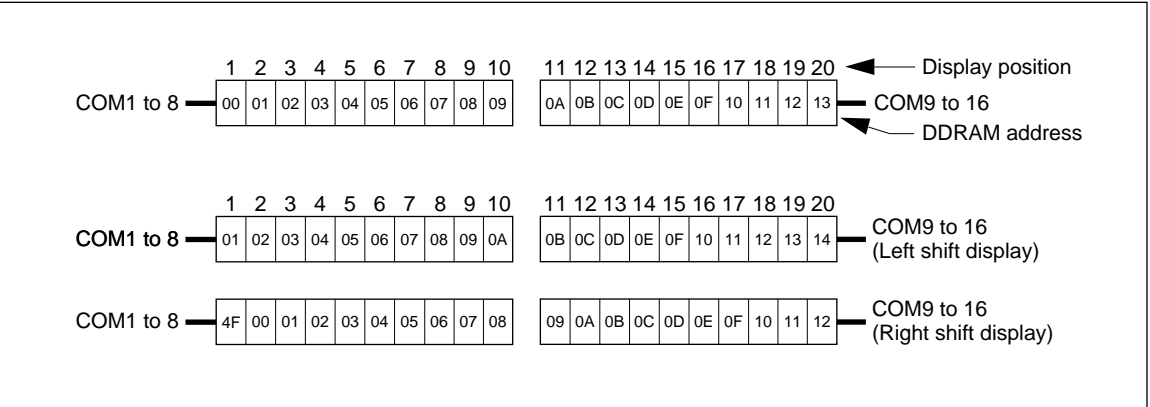 1 2 3 4 5 6 7 8 9 10 11 12 13 14 15 16 17 18 19 20 Display position
COM1 to 8 00 01 02 03 04 05 06 07 08 09 0A 0B 0C 0D 0E 0F 10 11 12 13 COM9 to 16
DDRAM address
1 2 3 4 5 6 7 8 9 10 11 12 13 14 15 16 17 18 19 20
COM1 to 8 01 02 03 04 05 06 07 08 09 0A 0B 0C 0D 0E 0F 10 11 12 13 14 COM9 to 16
(Left shift display)
COM1 to 8 4F 00 01 02 03 04 05 06 07 08 09 0A 0B 0C 0D 0E 0F 10 11 12 COM9 to 16
(Right shift display)